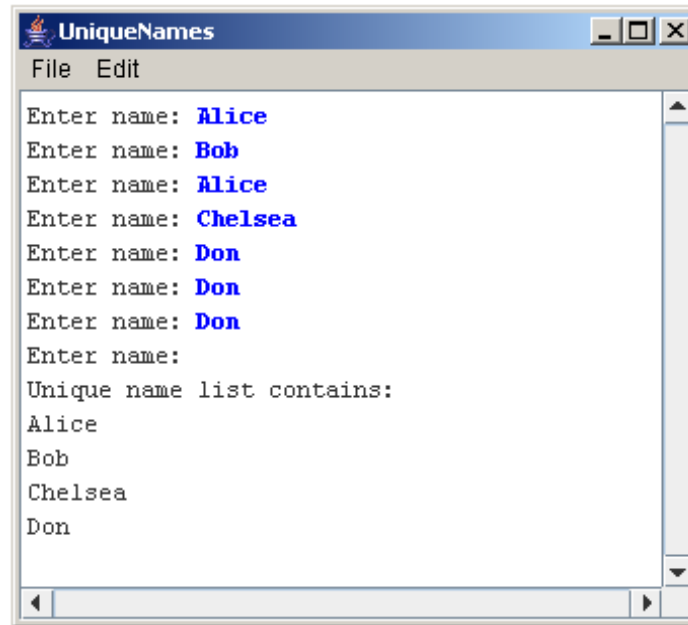 UniqueNames
File Edit
Enter name: Alice
Enter name: Bob
Enter name: Alice
Enter name: Chelsea
Enter name: Don
Enter name: Don
Enter name: Don
Enter name:
Unique name list contains:
Alice
Bob
Chelsea
Don